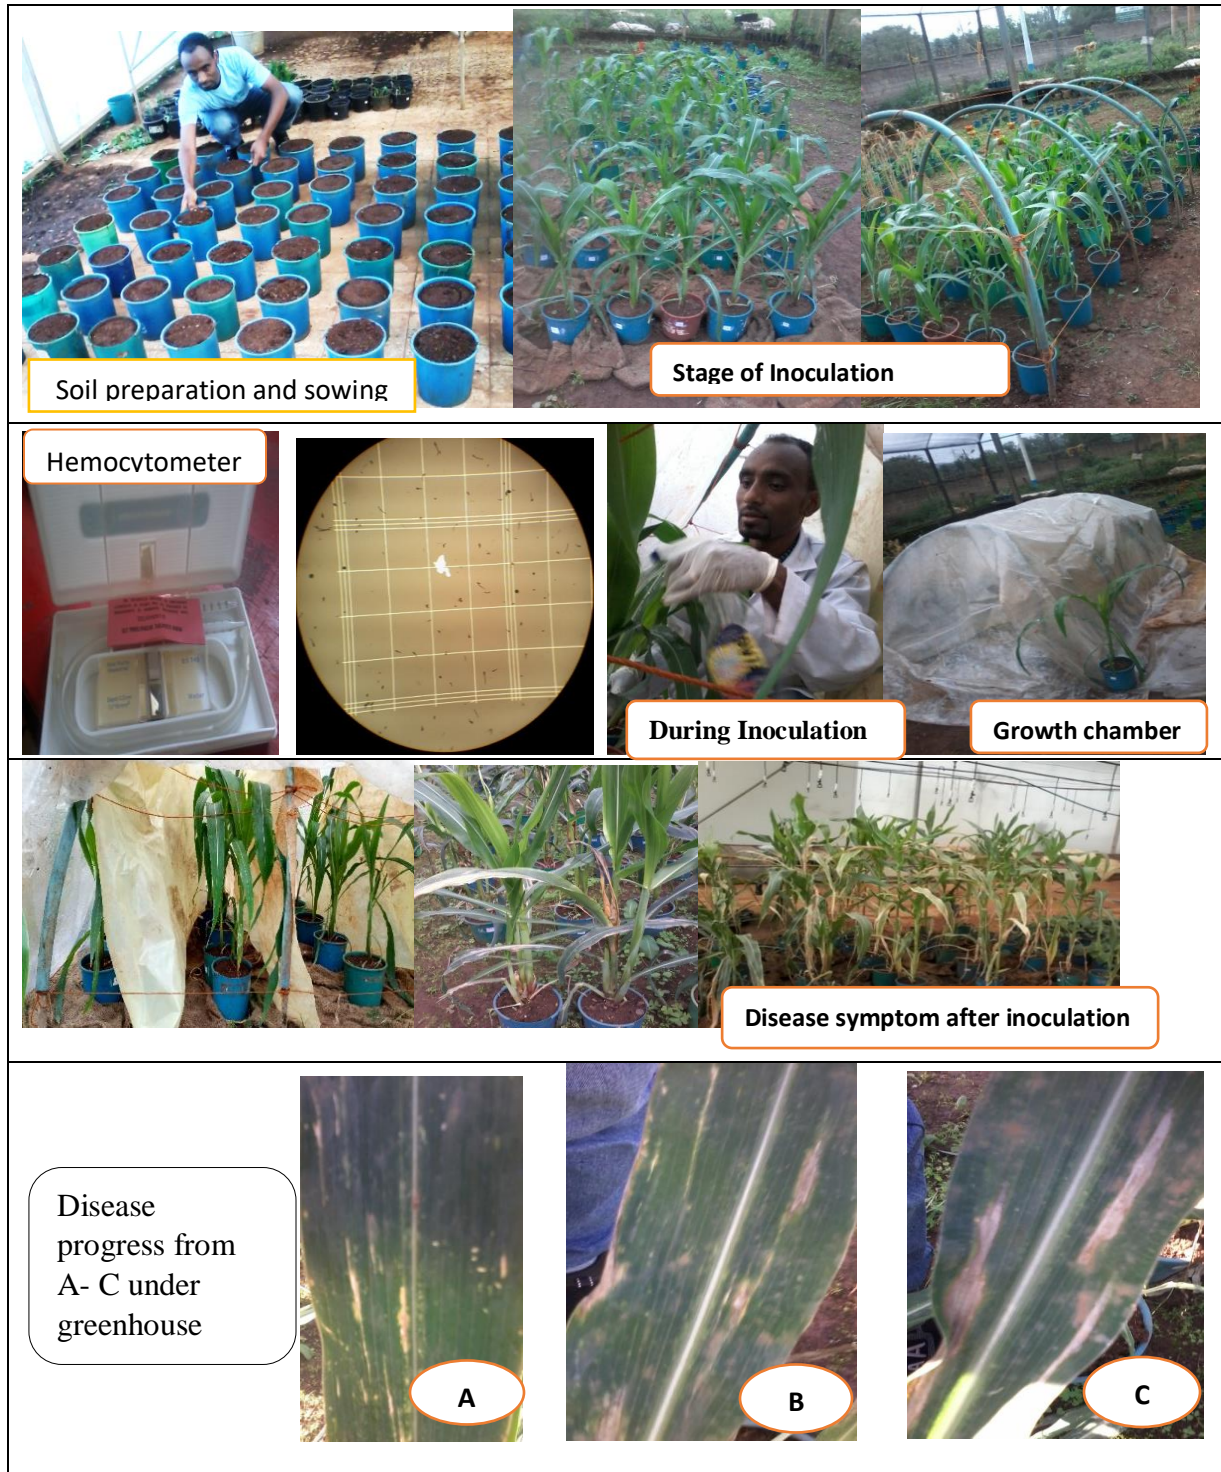 Soil preparation and sowing
Stage of Inoculation
Hemocytometer
During Inoculation
Growth chamber
Disease symptom after inoculation
Disease
progress from
A- C under
greenhouse
A
B
C